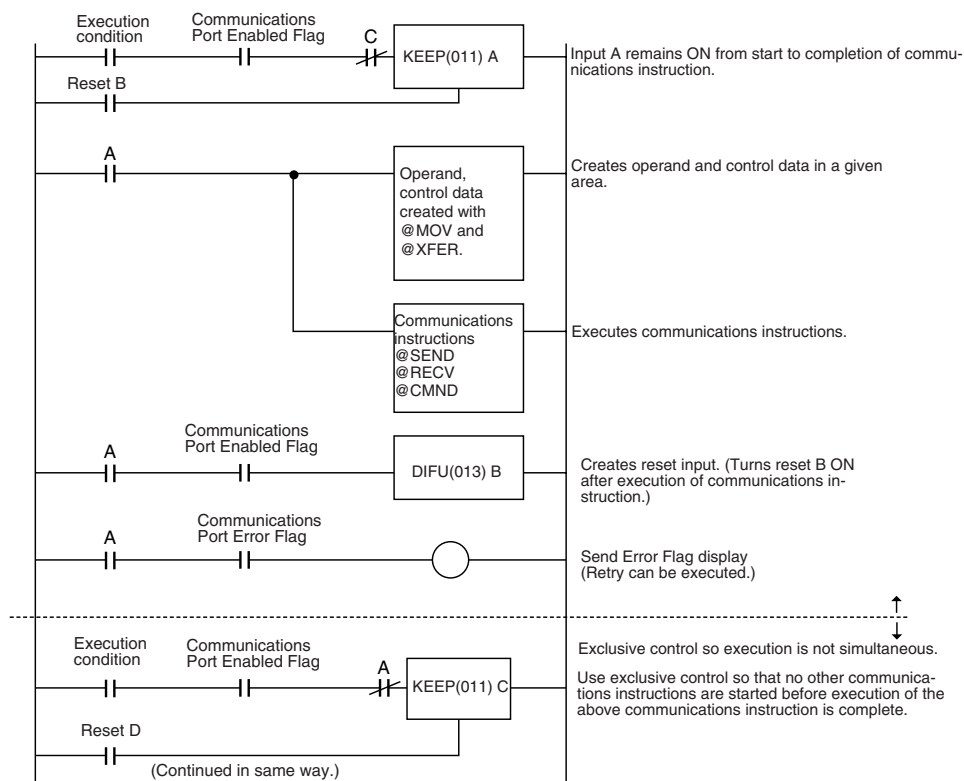 Execution
condition
Communications
Port Enabled Flag
C
KEEP(011) A
Input A remains ON from start to completion of commu-
nications instruction.
Reset B
A
Operand,
control data
created with
@MOV and
@XFER.
Creates operand and control data in a given
area.
Communications
instructions
@SEND
@RECV
@CMND
Executes communications instructions.
A
Communications
Port Enabled Flag
DIFU(013) B
Creates reset input. (Turns reset B ON
after execution of communications in-
struction.)
A
Communications
Port Error Flag
Send Error Flag display
(Retry can be executed.)
Exclusive control so execution is not simultaneous.
Execution
condition
Communications
Port Enabled Flag
A
KEEP(011) C
Use exclusive control so that no other communica-
tions instructions are started before execution of the
above communications instruction is complete.
Reset D
(Continued in same way.)